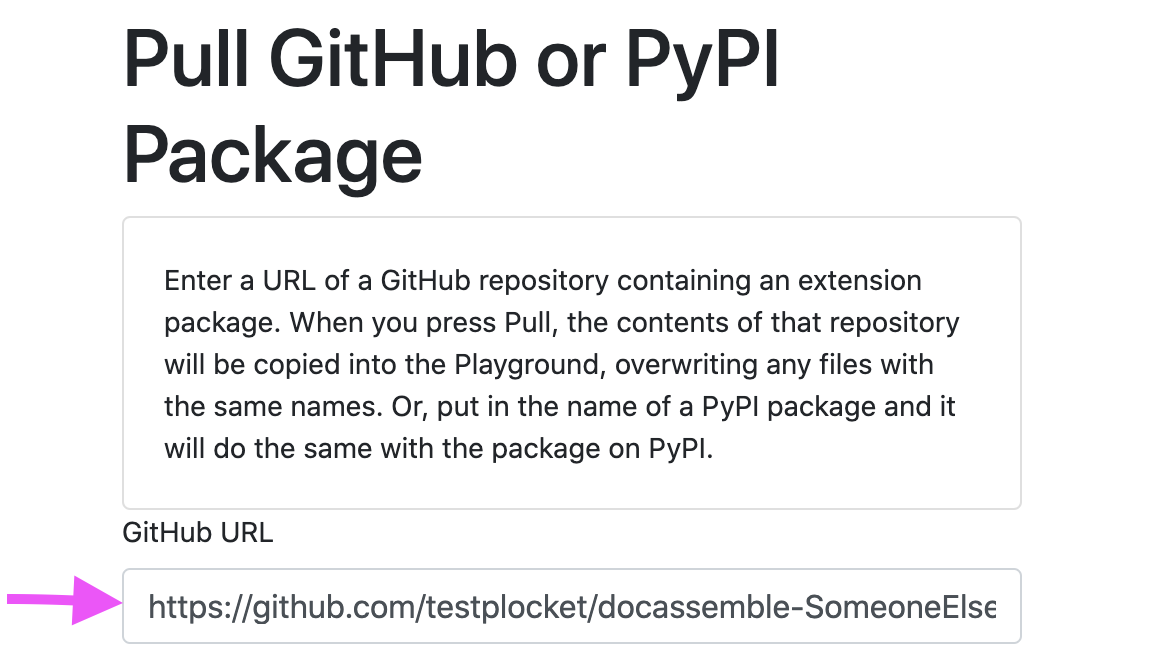 Pull GitHub or PyPI
Package
Enter a URL of a GitHub repository containing an extension
package. When you press Pull, the contents of that repository
will be copied into the Playground, overwriting any files with
the same names. Or, put in the name of a PyPI package and it
will do the same with the package on PyPI.
GitHub URL
https://github.com/testplocket/docassemble-SomeoneElse